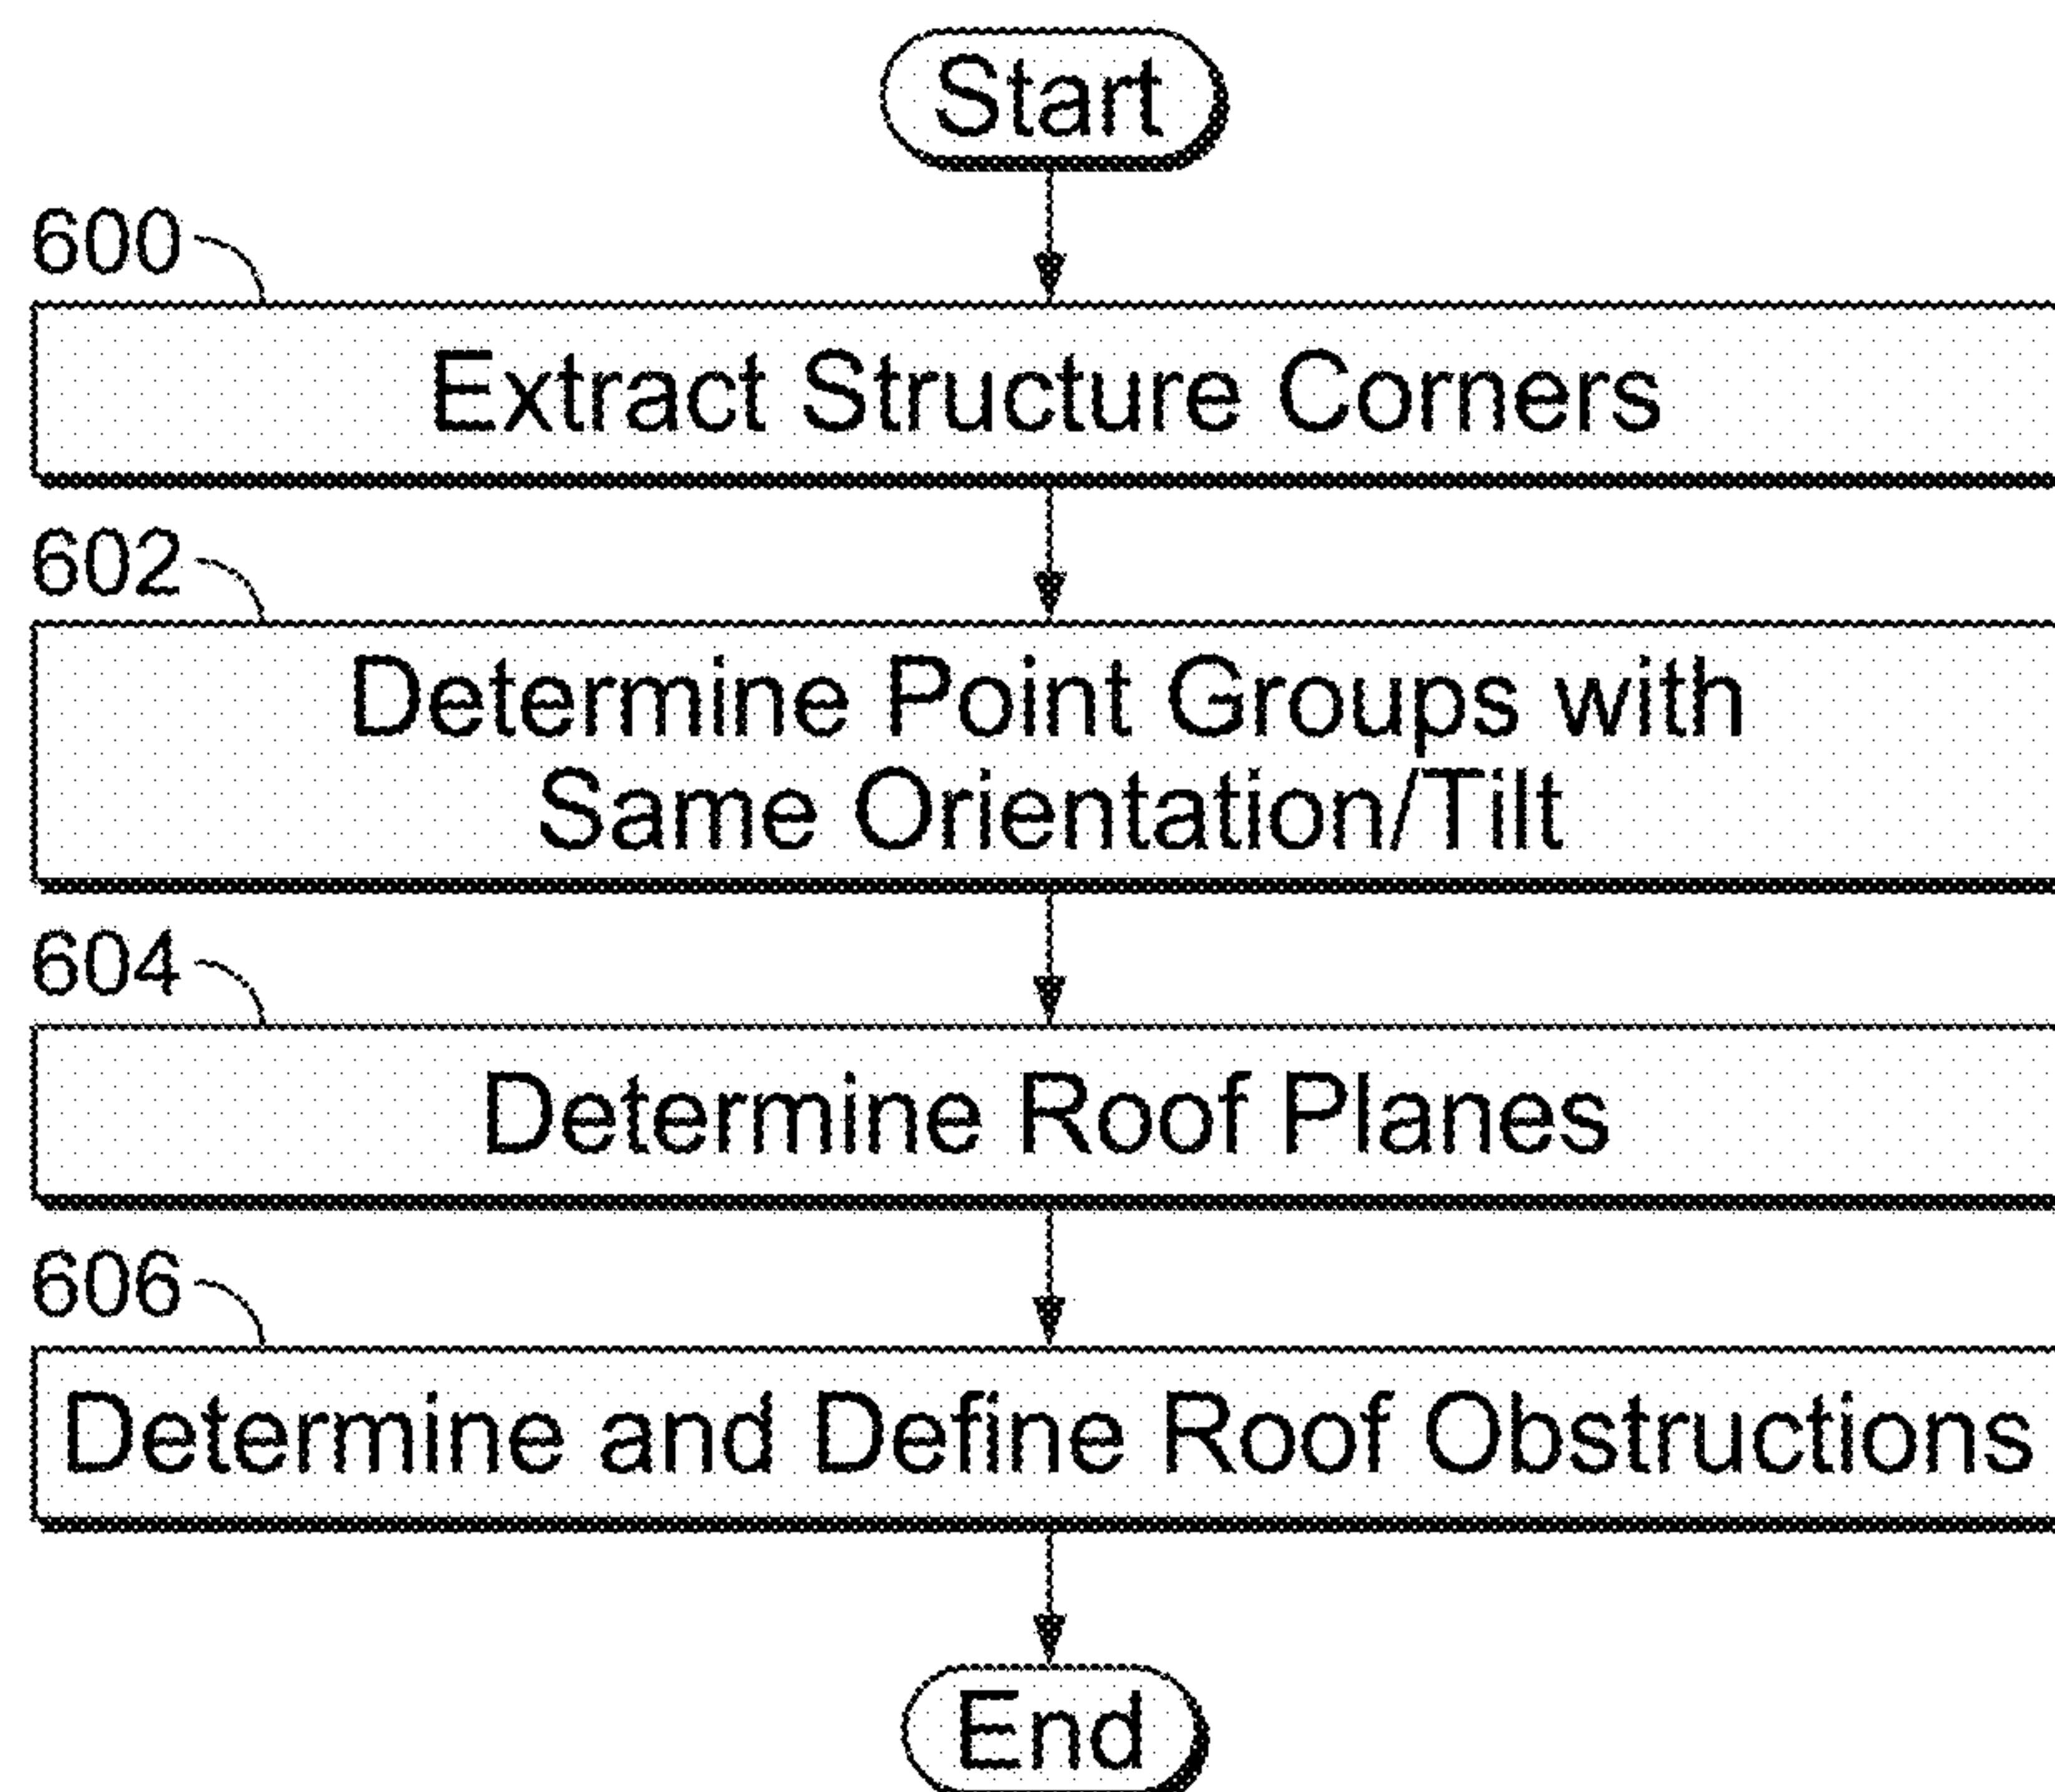 Start
600
Extract Structure Corners
602
Determine Point Groups with
Same Orientation/Tilt
604
Determine Roof Planes
606
Determine and Define Roof Obstructions
End